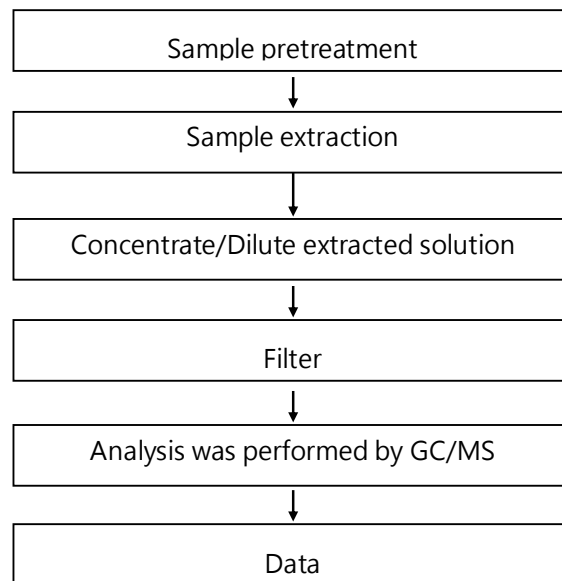 Sample pretreatment
Sample extraction
Concentrate/Dilute extracted solution
Filter
Analysis was performed by GC/MS
Data